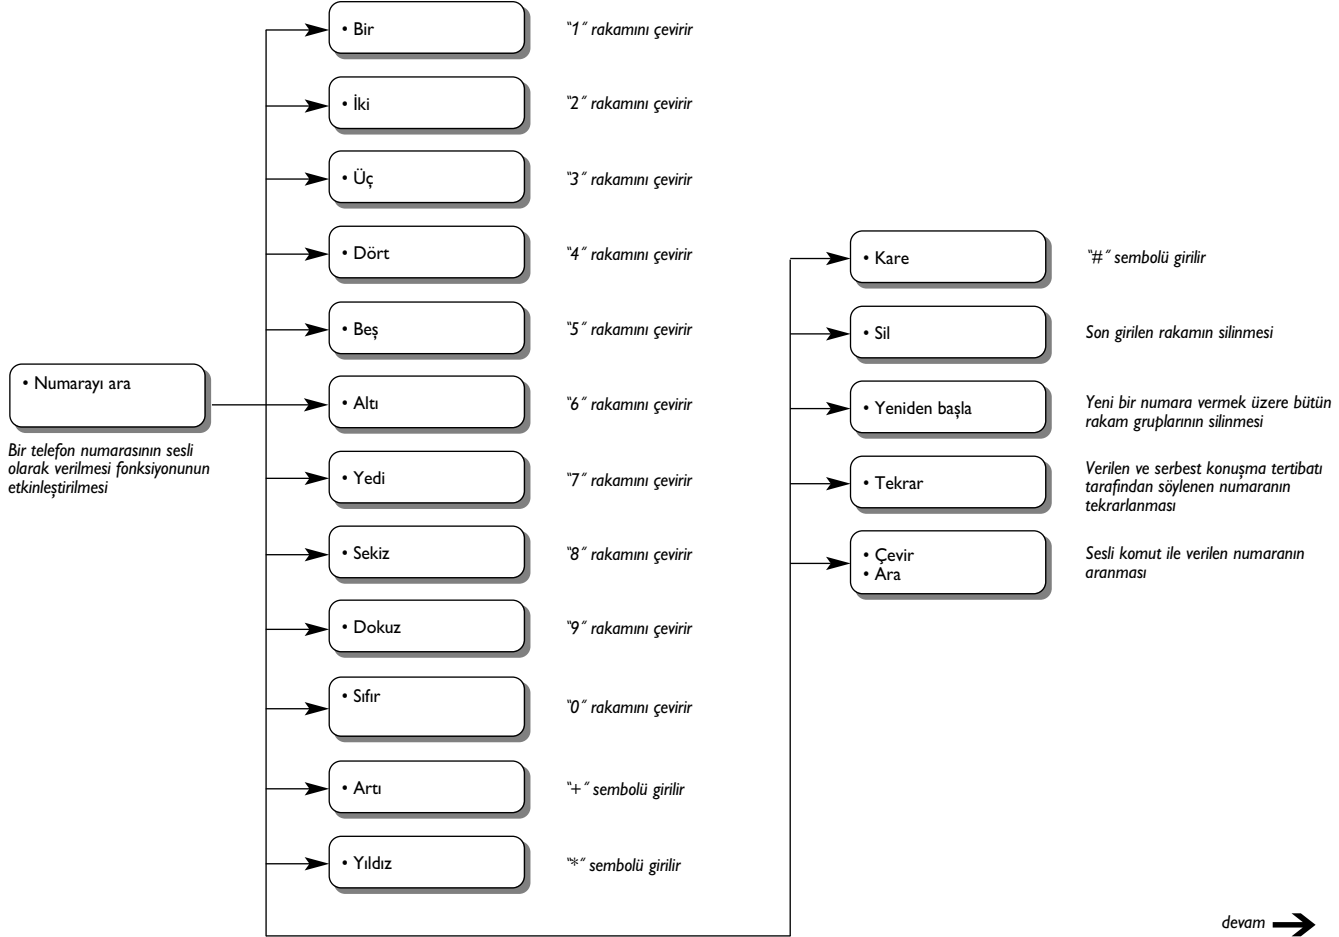 • Numarayı ara
Bir telefon numarasının sesli
olarak verilmesi fonksiyonunun
etkinleştirilmesi
• Bir
"1" rakamını çevirir
• İki
"2" rakamını çevirir
• Üç
"3" rakamını çevirir
• Dört
"4" rakamını çevirir
• Beş
"5" rakamını çevirir
• Altı
"6" rakamını çevirir
• Yedi
"7" rakamını çevirir
• Sekiz
"8" rakamını çevirir
• Dokuz
"9" rakamını çevirir
• Sıfır
"0" rakamını çevirir
• Artı
"+" sembolü girilir
• Yıldız
"*" sembolü girilir
• Kare
"#" sembolü girilir
• Sil
Son girilen rakamın silinmesi
• Yeniden başla
Yeni bir numara vermek üzere bütün
rakam gruplarının silinmesi
• Tekrar
Verilen ve serbest konuşma tertibatı
tarafından söylenen numaranın
tekrarlanması
• Çevir
• Ara
Sesli komut ile verilen numaranın
aranması
devam